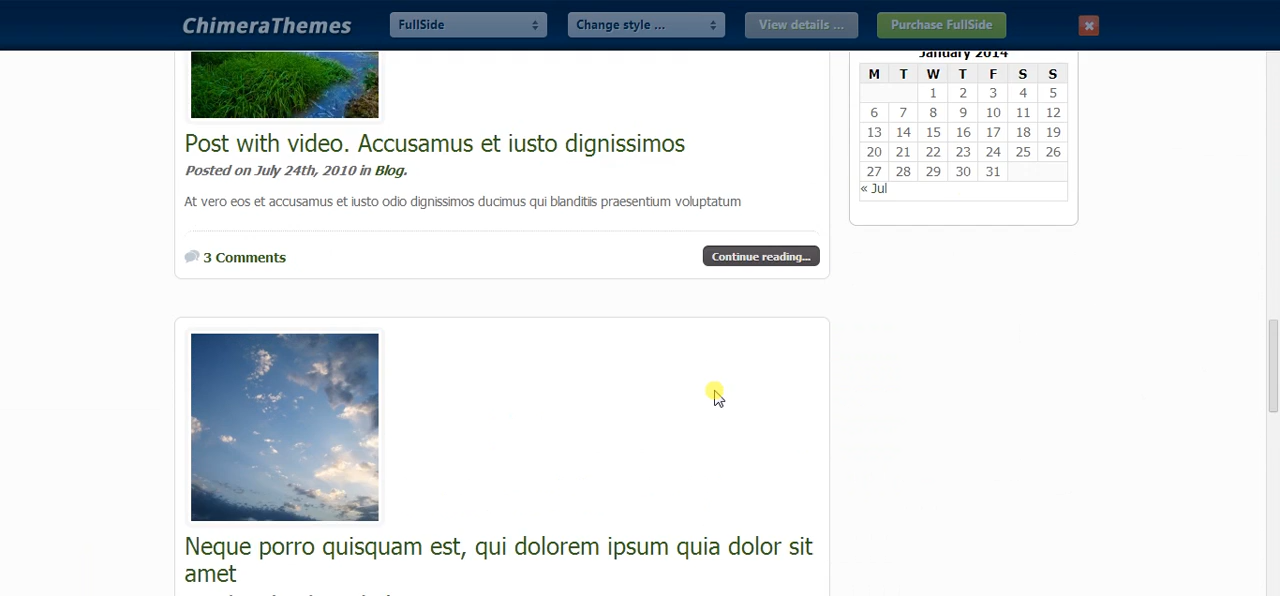 ChimeraThemes FullSide Change style ... View details ... Purchase FullSide
January 2014
M T W T F S S
1 2 3 4 5
6 7 8 9 10 11 12
13 14 15 16 17 18 19
20 21 22 23 24 25 26
27 28 29 30 31
« Jul
Post with video. Accusamus et iusto dignissimos
Posted on July 24th, 2010 in Blog.
At vero eos et accusamus et iusto odio dignissimos ducimus qui blanditiis praesentium voluptatum
3 Comments Continue reading...
Neque porro quisquam est, qui dolorem ipsum quia dolor sit
amet